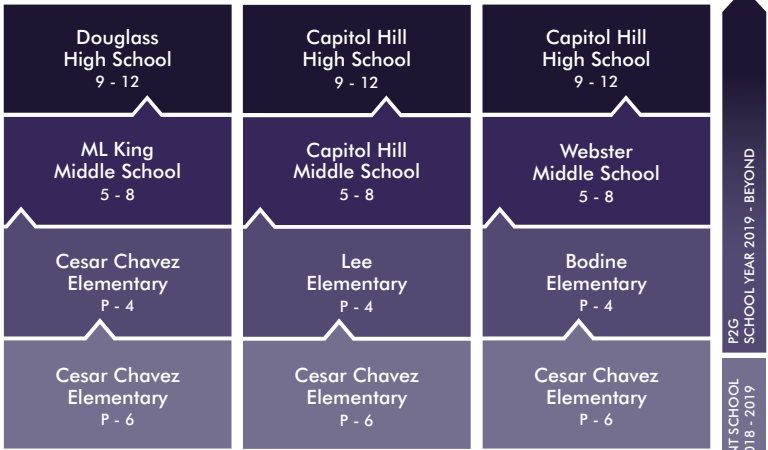 Douglass
High School
9 - 12
Capitol Hill
High School
9 - 12
Capitol Hill
High School
9 - 12
ML King
Middle School
5 - 8
Capitol Hill
Middle School
5 - 8
Webster
Middle School
5 - 8
Cesar Chavez
Elementary
P - 4
Lee
Elementary
P - 4
Bodine
Elementary
P - 4
Cesar Chavez
Elementary
P - 6
Cesar Chavez
Elementary
P - 6
Cesar Chavez
Elementary
P - 6
P2G
SCHOOL YEAR 2019 - BEYOND
SCHOOL
2019